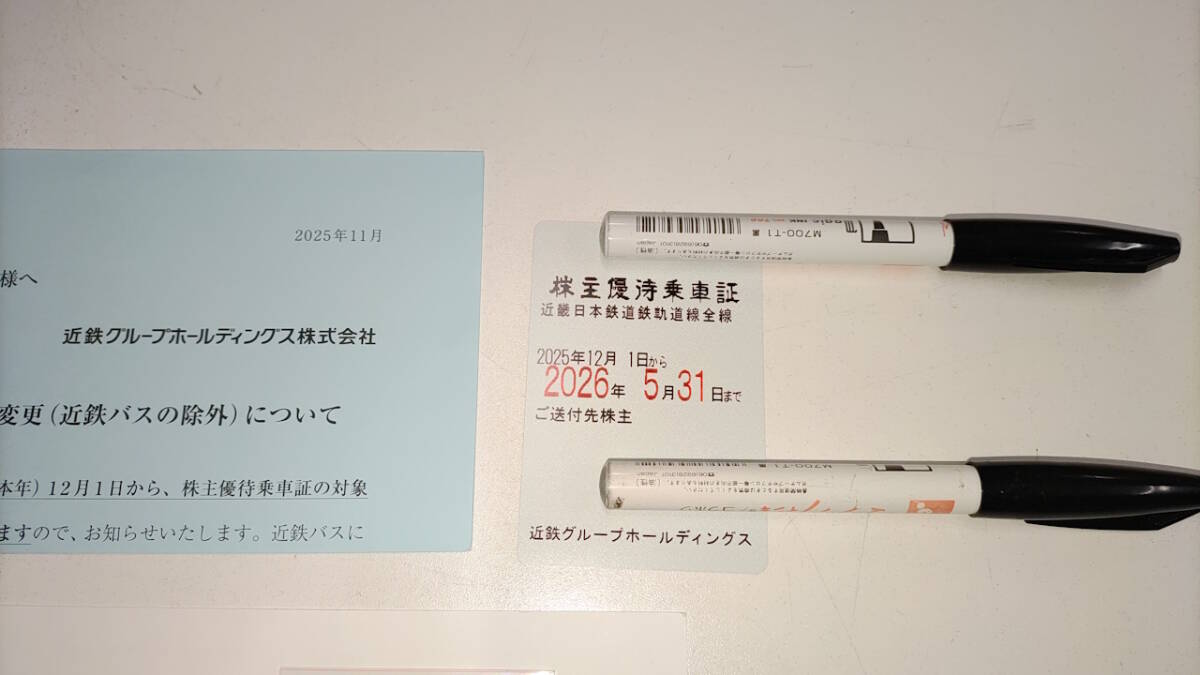 2025年11月
様へ
近鉄グループホールディングス株式会社
変更(近鉄バスの除外)について
本年)12月1日から、株主優待乗車証の対象
ますので、お知らせいたします。近鉄バスに
株主優待乗車証
近畿日本鉄道鉄軌道線全線
2025年12月 1日から
2026年 5月31日まで
ご送付先株主
近鉄グループホールディングス
M700-T1 黒
M700-T1 黒